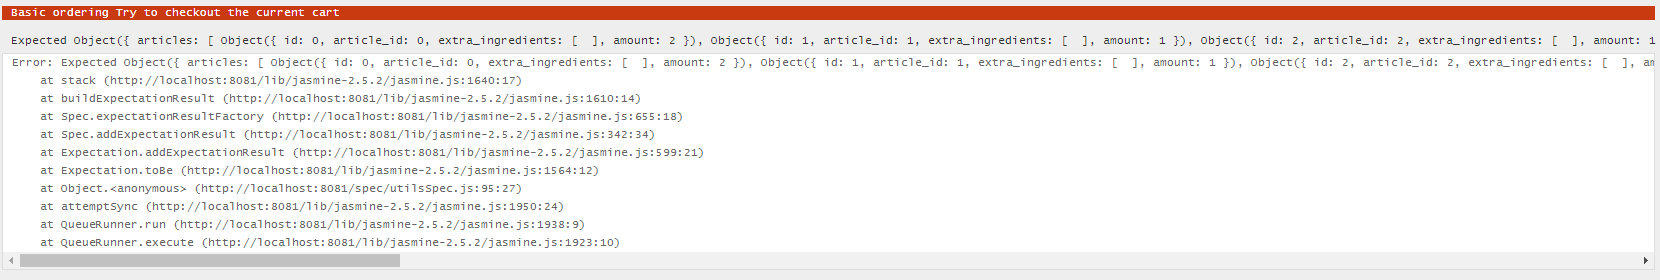 Basic ordering Try to checkout the current cart
Expected Object({ articles: [ Object({ id: 0, article_id: 0, extra_ingredients: [  ], amount: 2 }), Object({ id: 1, article_id: 1, extra_ingredients: [  ], amount: 1 }), Object({ id: 2, article_id: 2, extra_ingredients: [  ], amount: 1
Error: Expected Object({ articles: [ Object({ id: 0, article_id: 0, extra_ingredients: [  ], amount: 2 }), Object({ id: 1, article_id: 1, extra_ingredients: [  ], amount: 1 }), Object({ id: 2, article_id: 2, extra_ingredients: [  ], am
at stack (http://localhost:8081/lib/jasmine-2.5.2/jasmine.js:1640:17)
at buildExpectationResult (http://localhost:8081/lib/jasmine-2.5.2/jasmine.js:1610:14)
at Spec.expectationResultFactory (http://localhost:8081/lib/jasmine-2.5.2/jasmine.js:655:18)
at Spec.addExpectationResult (http://localhost:8081/lib/jasmine-2.5.2/jasmine.js:342:34)
at Expectation.addExpectationResult (http://localhost:8081/lib/jasmine-2.5.2/jasmine.js:599:21)
at Expectation.toBe (http://localhost:8081/lib/jasmine-2.5.2/jasmine.js:1564:12)
at Object.<anonymous> (http://localhost:8081/spec/utilsSpec.js:95:27)
at attemptSync (http://localhost:8081/lib/jasmine-2.5.2/jasmine.js:1950:24)
at QueueRunner.run (http://localhost:8081/lib/jasmine-2.5.2/jasmine.js:1938:9)
at QueueRunner.execute (http://localhost:8081/lib/jasmine-2.5.2/jasmine.js:1923:10)